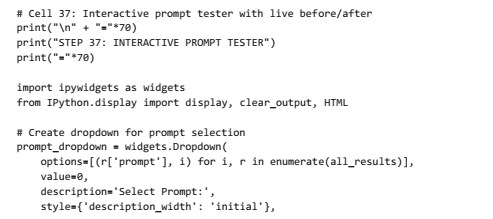 # Cell 37: Interactive prompt tester with live before/after
print("\n" + "="*70)
print("STEP 37: INTERACTIVE PROMPT TESTER")
print("="*70)

import ipywidgets as widgets
from IPython.display import display, clear_output, HTML

# Create dropdown for prompt selection
prompt_dropdown = widgets.Dropdown(
    options=[(r['prompt'], i) for i, r in enumerate(all_results)],
    value=0,
    description='Select Prompt:',
    style={'description_width': 'initial'},